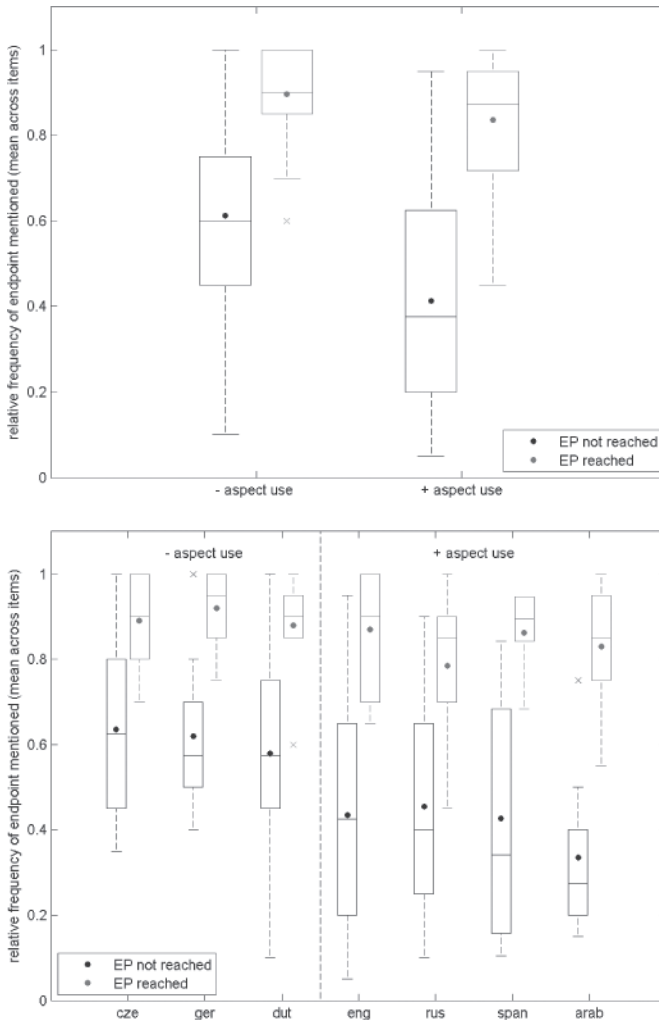 relative frequency of endpoint mentioned (mean across items)
1
0.8
0.6
0.4
0.2
0
EP not reached
EP reached
- aspect use + aspect use
relative frequency of endpoint mentioned (mean across items)
- aspect use + aspect use
1
0.8
0.6
0.4
0.2
0
EP not reached
EP reached
cze ger dut eng rus span arab